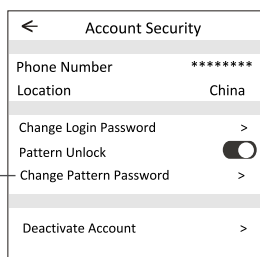 ← Account Security
Phone Number ********
Location China
Change Login Password >
Pattern Unlock
Change Pattern Password >
Deactivate Account >